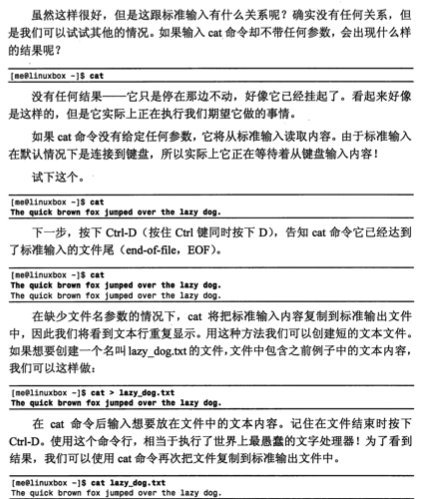 虽然这样很好，但是这跟标准输入有什么关系呢？确实没有任何关系，但
是我们可以试试其他的情况。如果输入 cat 命令却不带任何参数，会出现什么样
的结果呢？
[me@linuxbox ~]$ cat
没有任何结果——它只是停在那边不动，好像它已经挂起了。看起来好像
是这样的，但是它实际上正在执行我们期望它做的事情。
如果 cat 命令没有给定任何参数，它将从标准输入读取内容。由于标准输入
在默认情况下是连接到键盘，所以实际上它正在等待着从键盘输入内容！
试下这个。
[me@linuxbox ~]$ cat
The quick brown fox jumped over the lazy dog.
下一步，按下 Ctrl-D（按住 Ctrl 键同时按下 D），告知 cat 命令它已经达到
了标准输入的文件尾（end-of-file，EOF）。
[me@linuxbox ~]$ cat
The quick brown fox jumped over the lazy dog.
The quick brown fox jumped over the lazy dog.
在缺少文件名参数的情况下，cat 将把标准输入内容复制到标准输出文件
中，因此我们将看到文本行重复显示。用这种方法我们可以创建短的文本文件。
如果想要创建一个名叫 lazy_dog.txt 的文件，文件中包含之前例子中的文本内容，
我们可以这样做：
[me@linuxbox ~]$ cat > lazy_dog.txt
The quick brown fox jumped over the lazy dog.
在 cat 命令后输入想要放在文件中的文本内容。记住在文件结束时按下
Ctrl-D。使用这个命令行，相当于执行了世界上最愚蠢的文字处理器！为了看到
结果，我们可以使用 cat 命令再次把文件复制到标准输出文件中。
[me@linuxbox ~]$ cat lazy_dog.txt
The quick brown fox jumped over the lazy dog.